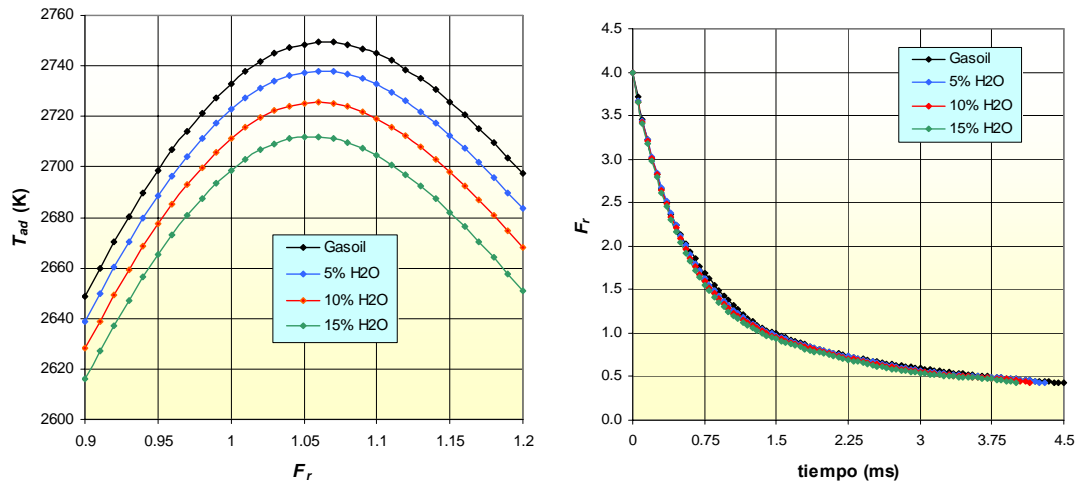 2760
2740
2720
2700
2680
2660
2640
2620
2600
T_ad (K)
0.9
0.95
1
1.05
1.1
1.15
1.2
F_r
Gasoil
5% H2O
10% H2O
15% H2O
4.5
4.0
3.5
3.0
2.5
2.0
1.5
1.0
0.5
0.0
F_r
0
0.75
1.5
2.25
3
3.75
4.5
tiempo (ms)
Gasoil
5% H2O
10% H2O
15% H2O